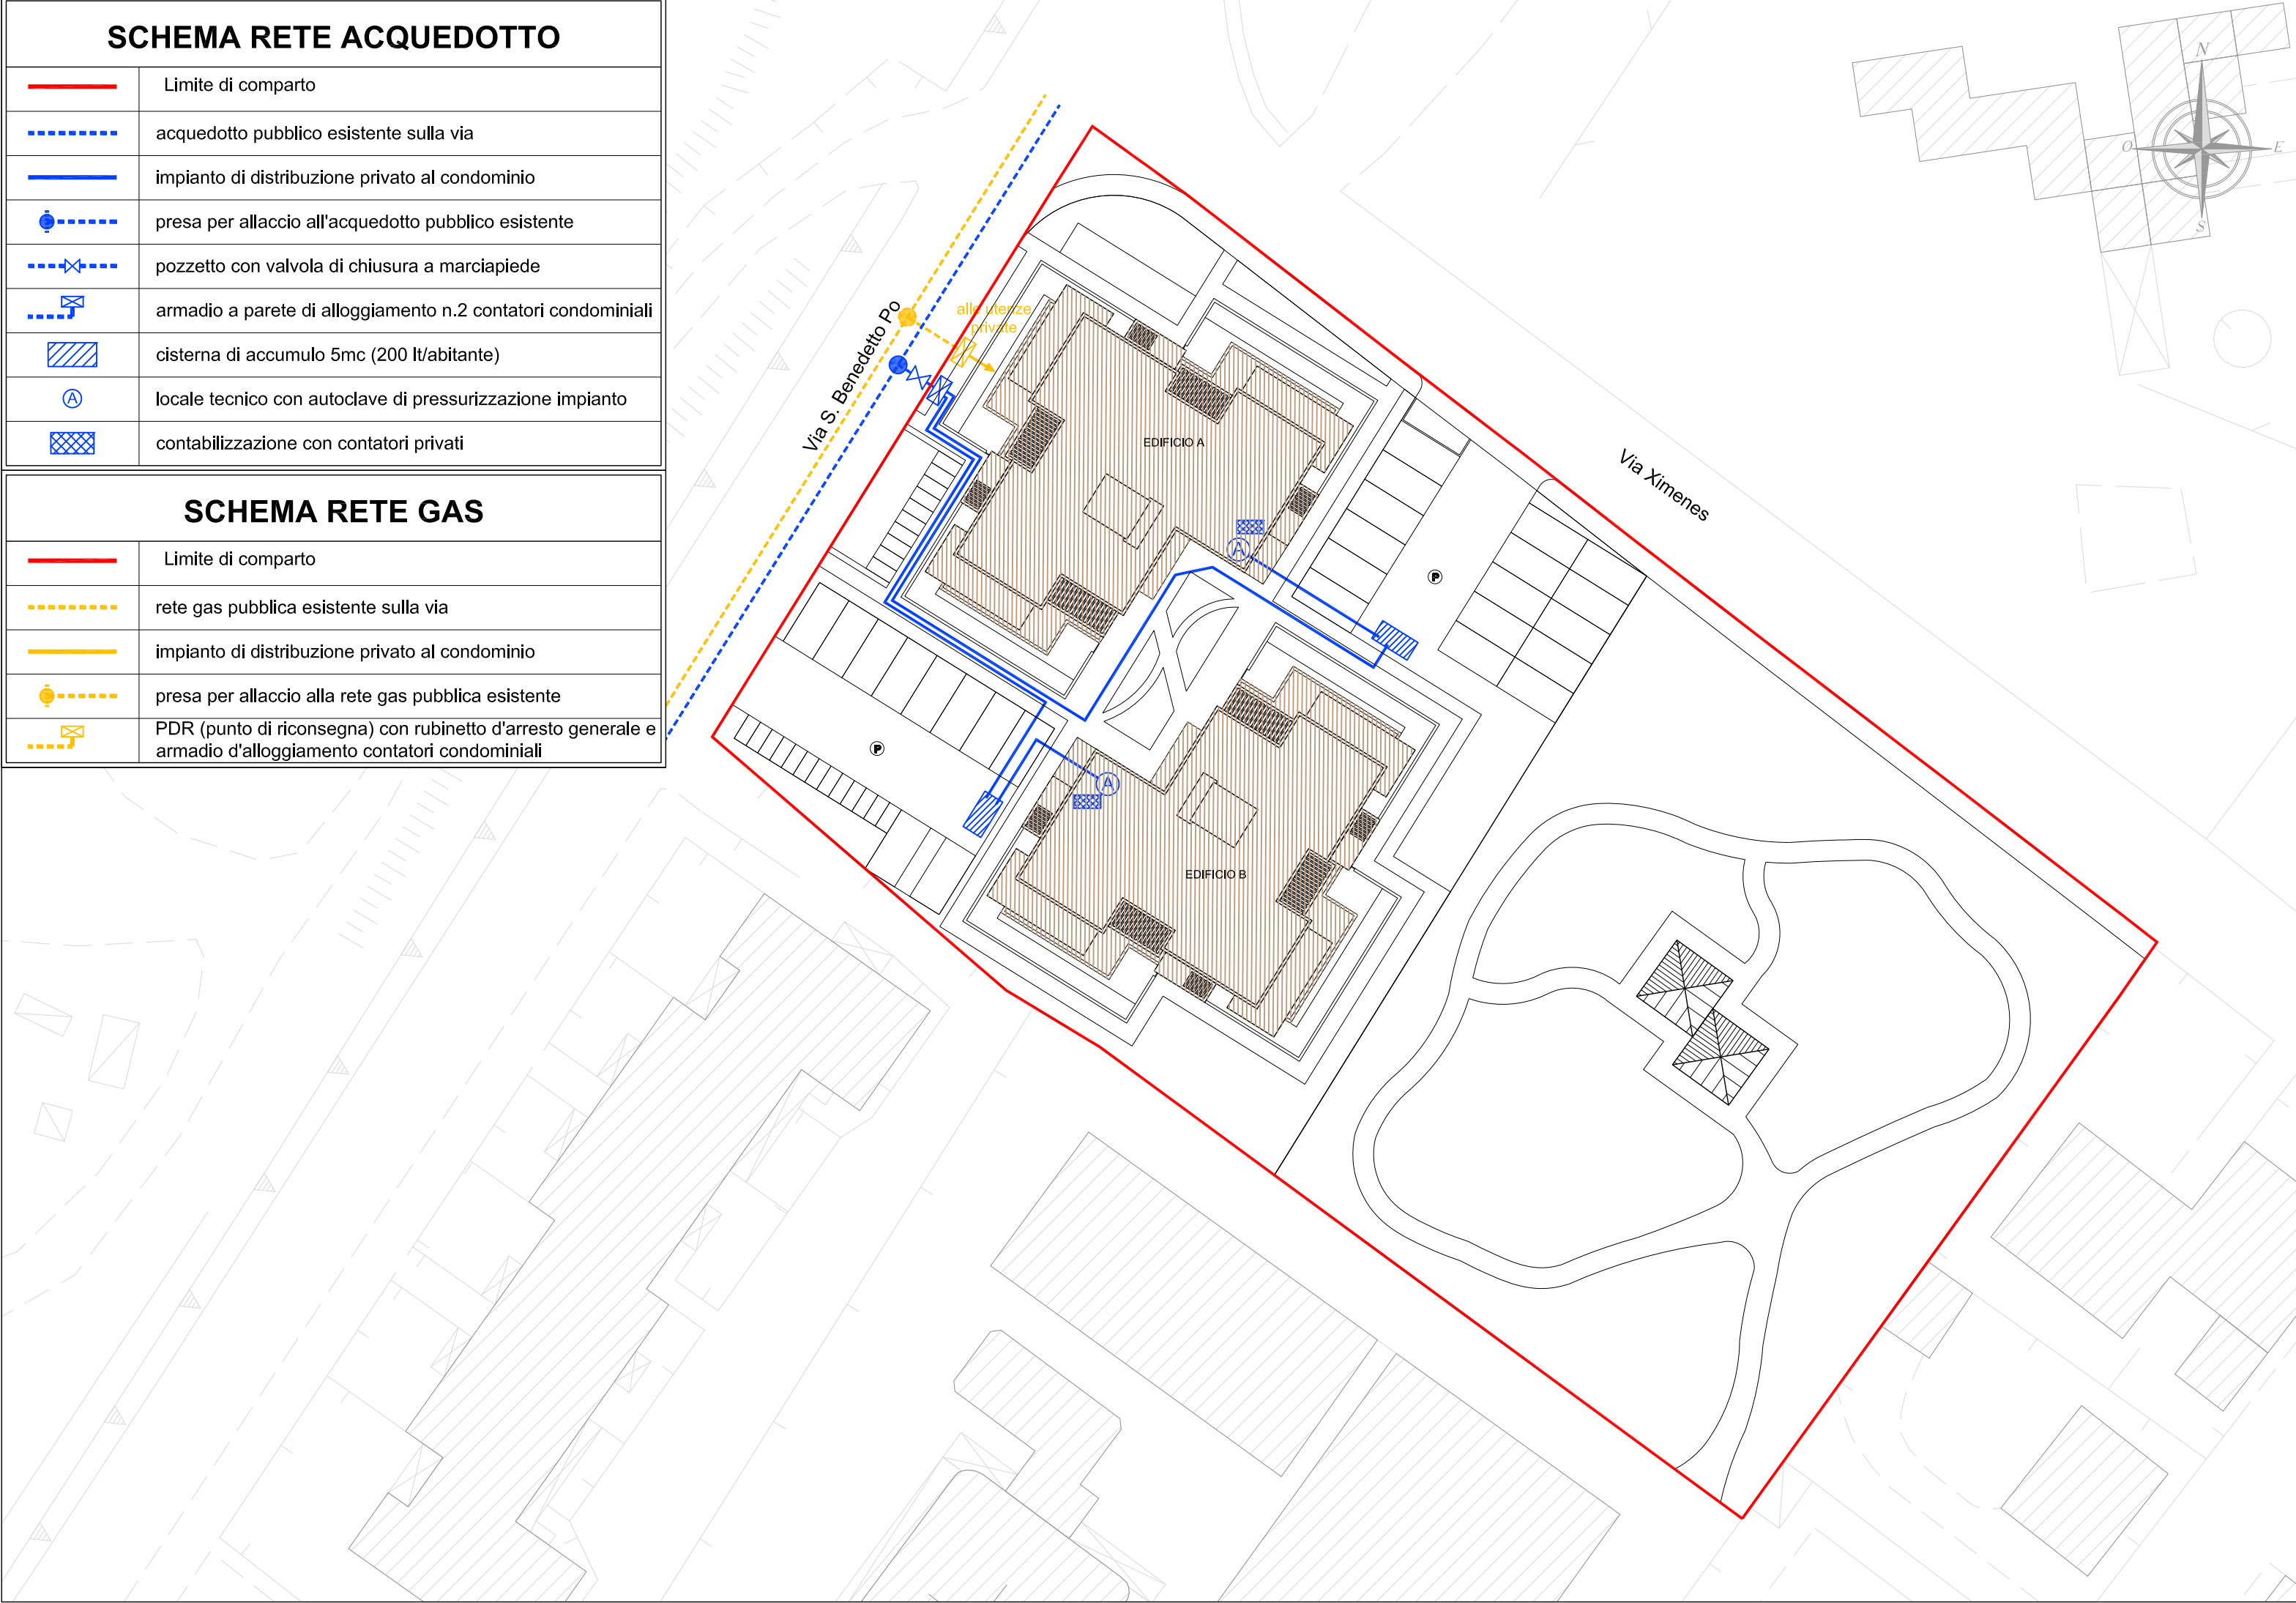 SCHEMA RETE ACQUEDOTTO
Limite di comparto
acquedotto pubblico esistente sulla via
impianto di distribuzione privato al condominio
presa per allaccio all'acquedotto pubblico esistente
pozzetto con valvola di chiusura a marciapiede
armadio a parete di alloggiamento n.2 contatori condominiali
cisterna di accumulo 5mc (200 lt/abitante)
A
locale tecnico con autoclave di pressurizzazione impianto
contabilizzazione con contatori privati
SCHEMA RETE GAS
Limite di comparto
rete gas pubblica esistente sulla via
impianto di distribuzione privato al condominio
presa per allaccio alla rete gas pubblica esistente
PDR (punto di riconsegna) con rubinetto d'arresto generale e
armadio d'alloggiamento contatori condominiali
N
O
E
S
alle utenze
private
Via S. Benedetto Po
EDIFICIO A
Via Ximenes
A
P
P
A
EDIFICIO B